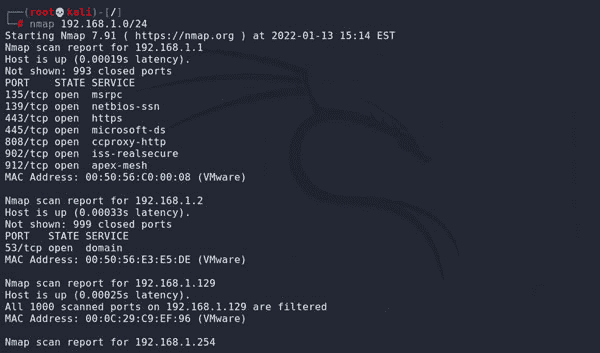 ┌──(root💀kali)-[/]
└─# nmap 192.168.1.0/24
Starting Nmap 7.91 ( https://nmap.org ) at 2022-01-13 15:14 EST
Nmap scan report for 192.168.1.1
Host is up (0.00019s latency).
Not shown: 993 closed ports
PORT    STATE SERVICE
135/tcp open  msrpc
139/tcp open  netbios-ssn
443/tcp open  https
445/tcp open  microsoft-ds
808/tcp open  ccproxy-http
902/tcp open  iss-realsecure
912/tcp open  apex-mesh
MAC Address: 00:50:56:C0:00:08 (VMware)

Nmap scan report for 192.168.1.2
Host is up (0.00033s latency).
Not shown: 999 closed ports
PORT   STATE SERVICE
53/tcp open  domain
MAC Address: 00:50:56:E3:E5:DE (VMware)

Nmap scan report for 192.168.1.129
Host is up (0.00025s latency).
All 1000 scanned ports on 192.168.1.129 are filtered
MAC Address: 00:0C:29:C9:EF:96 (VMware)

Nmap scan report for 192.168.1.254